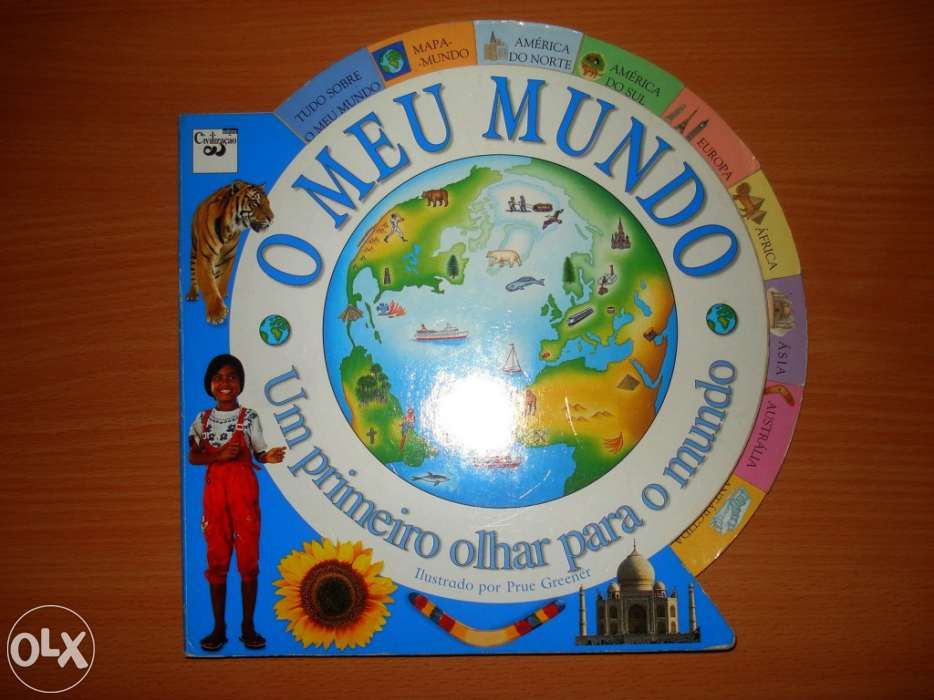 Civilização
TUDO SOBRE
O MEU MUNDO
MAPA-
-MUNDO
AMÉRICA
DO NORTE
AMÉRICA
DO SUL
EUROPA
ÁFRICA
ÁSIA
AUSTRÁLIA
O MEU MUNDO
Um primeiro olhar para o mundo
Ilustrado por Prue Greener
OLX